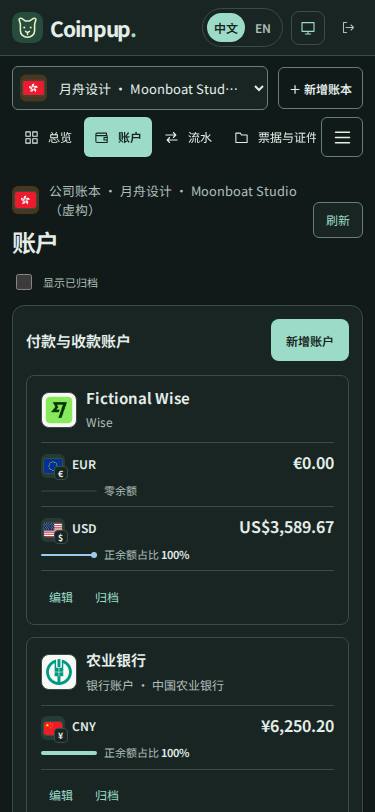 Coinpup.
中文 EN
月舟设计 · Moonboat Stud…
＋ 新增账本
总览 账户 流水 票据与证件
公司账本 · 月舟设计 · Moonboat Studio
（虚构）
刷新
账户
显示已归档
付款与收款账户
新增账户
Fictional Wise
Wise
€ EUR €0.00
零余额
$ USD US$3,589.67
正余额占比 100%
编辑 归档
农业银行
银行账户 · 中国农业银行
¥ CNY ¥6,250.20
正余额占比 100%
编辑 归档